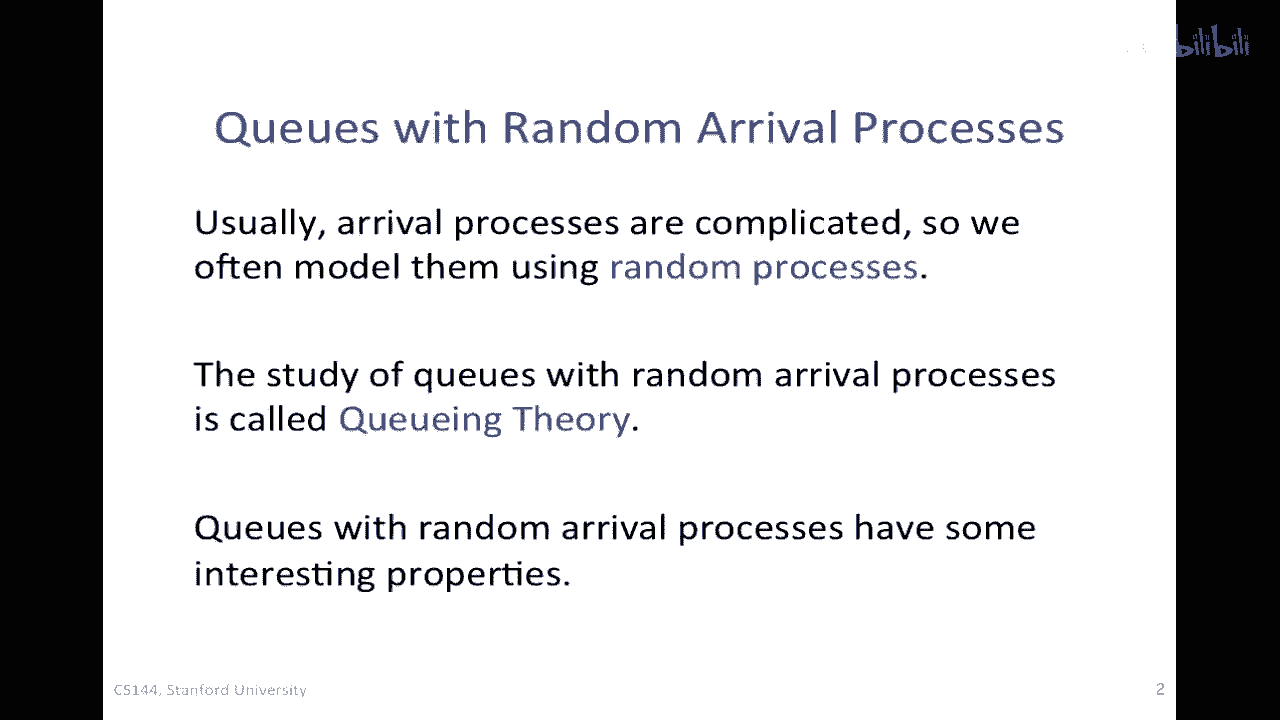 bilibili
Queues with Random Arrival Processes
Usually, arrival processes are complicated, so we
often model them using random processes.
The study of queues with random arrival processes
is called Queueing Theory.
Queues with random arrival processes have some
interesting properties.
CS144, Stanford University
2